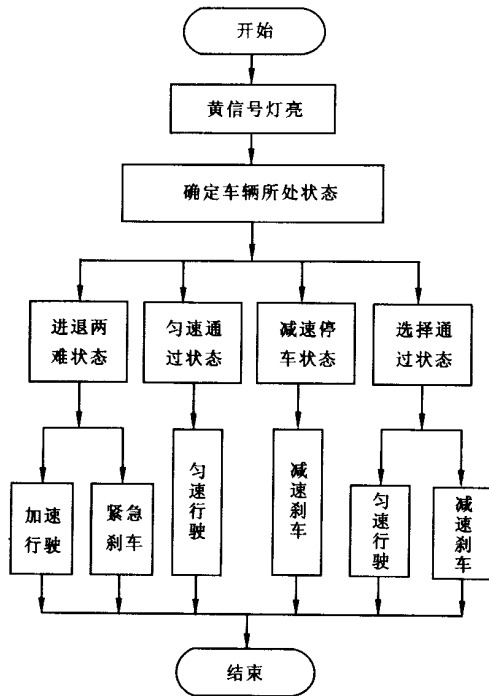 开始
黄信号灯亮
确定车辆所处状态
进退两
难状态
匀速通
过状态
减速停
车状态
选择通
过状态
加速
行驶
紧急
刹车
匀速行驶
减速刹车
匀速行驶
减速刹车
结束